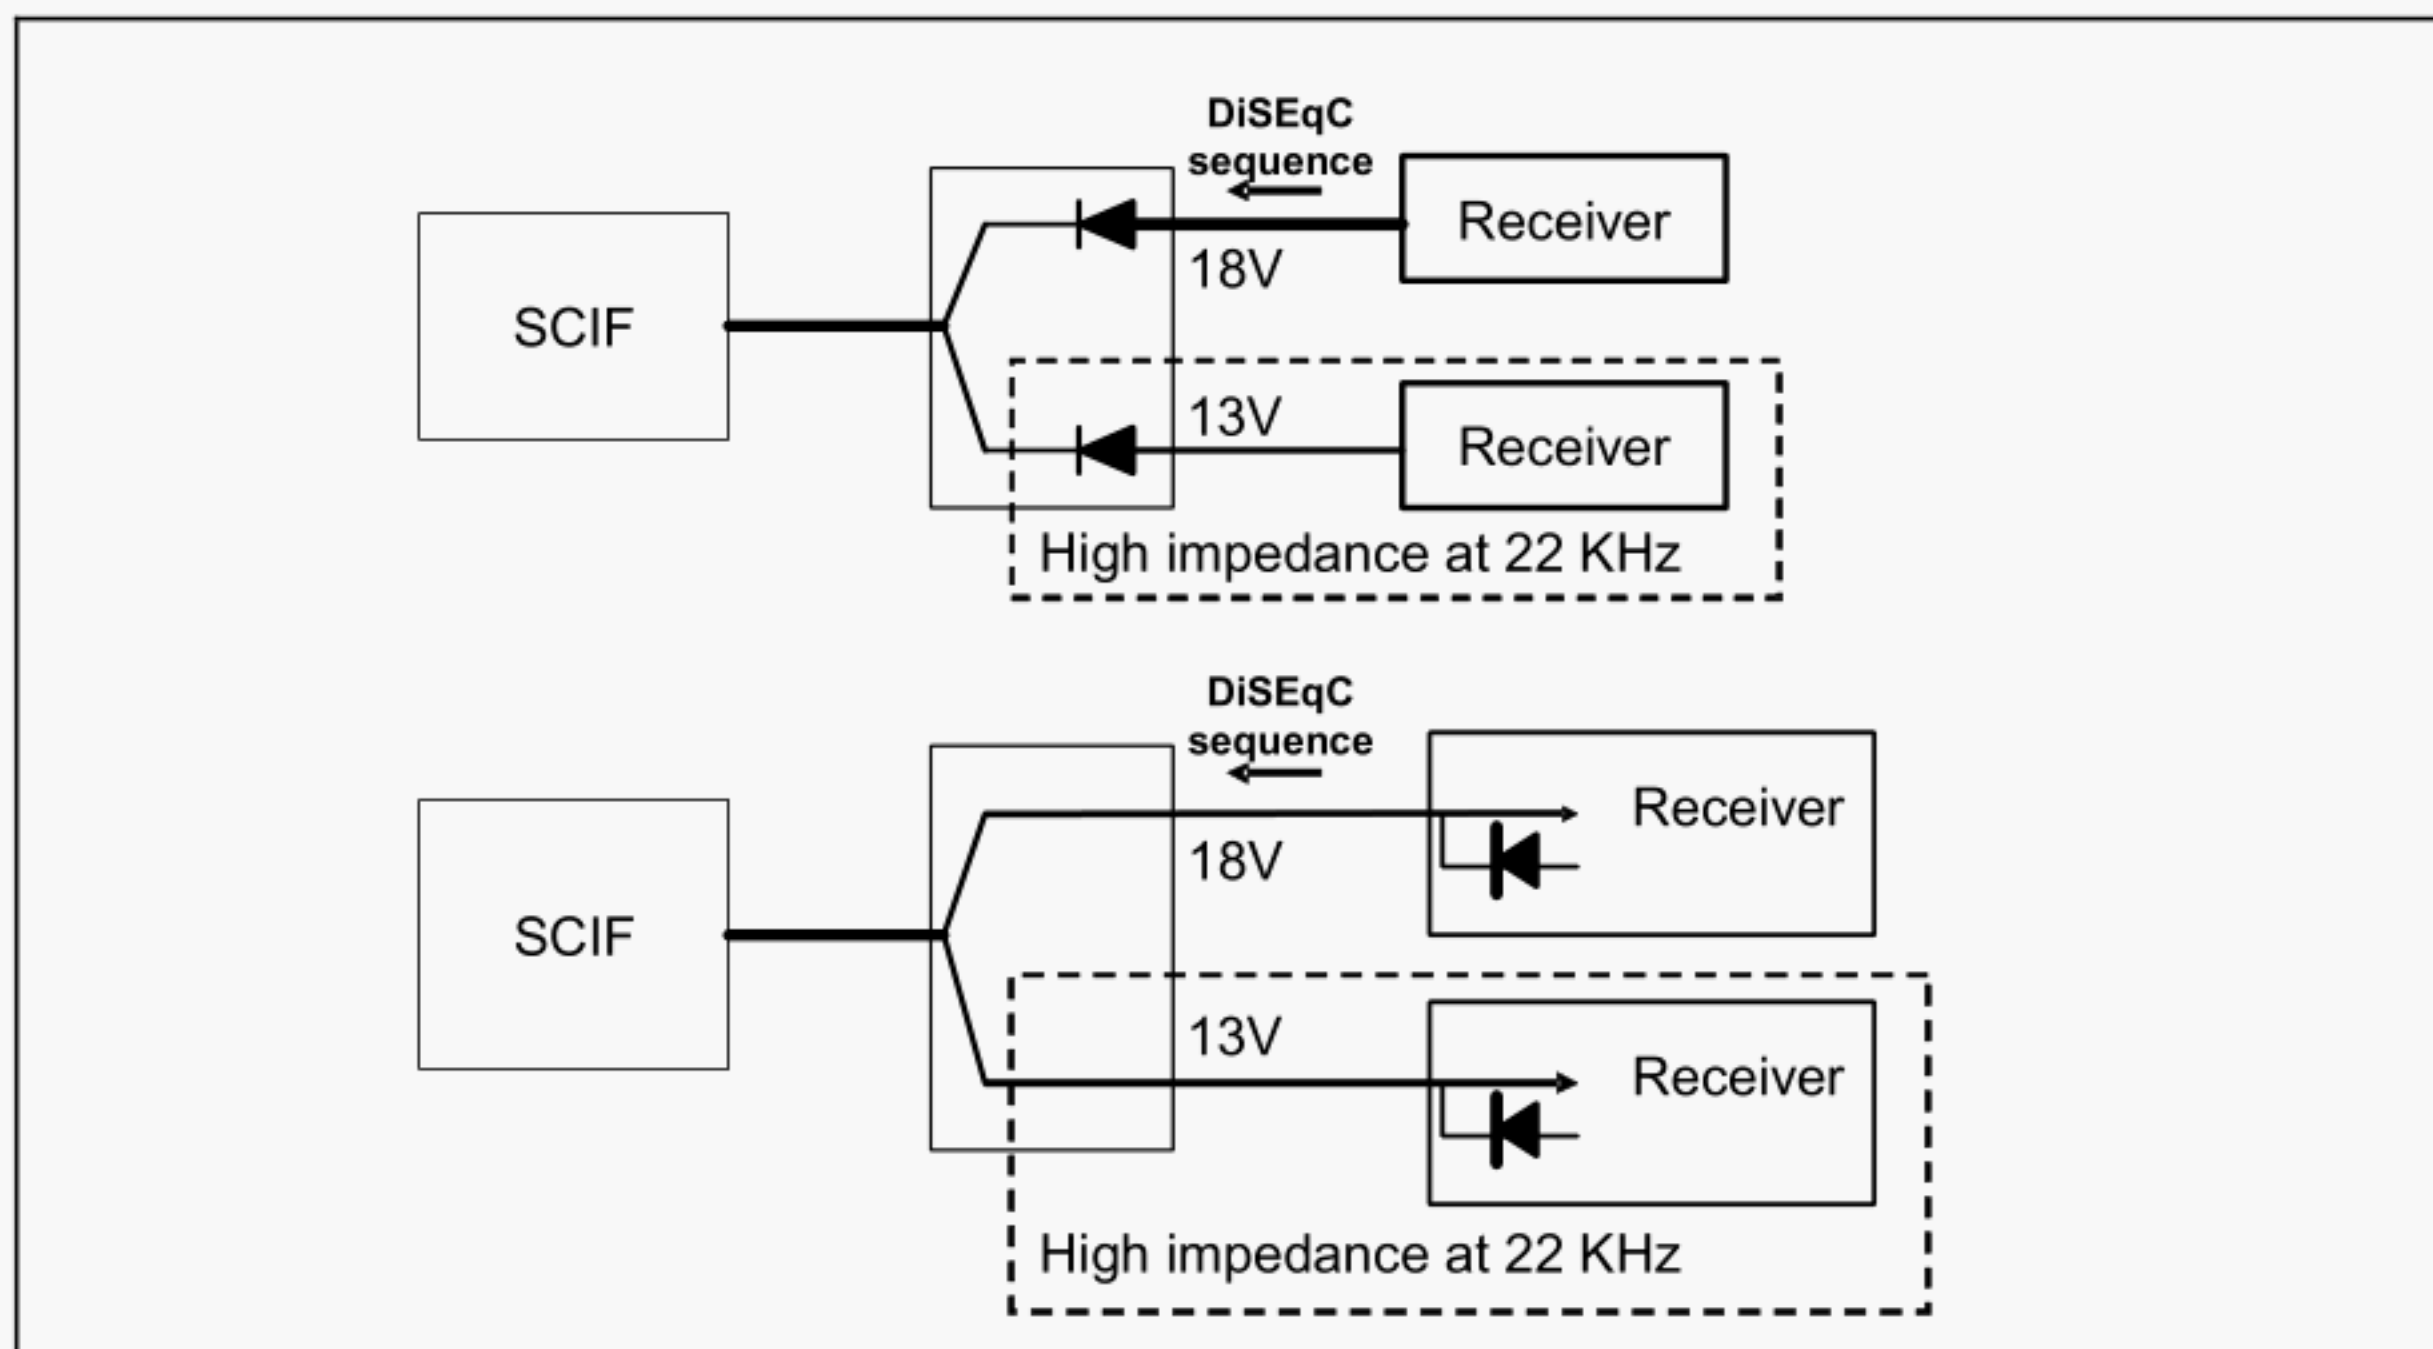 DiSEqC
sequence
Receiver
18V
SCIF
13V
Receiver
High impedance at 22 KHz
DiSEqC
sequence
Receiver
18V
SCIF
13V
Receiver
High impedance at 22 KHz